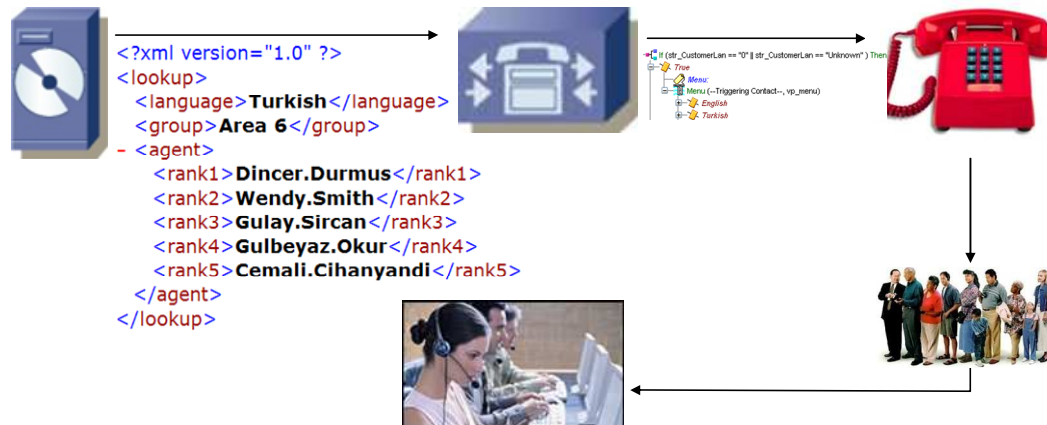 <?xml version="1.0" ?>
<lookup>
<language>Turkish</language>
<group>Area 6</group>
- <agent>
<rank1>Dincer.Durmus</rank1>
<rank2>Wendy.Smith</rank2>
<rank3>Gulay.Sircan</rank3>
<rank4>Gulbeyaz.Okur</rank4>
<rank5>Cemali.Cihanyandi</rank5>
</agent>
</lookup>
If (str_CustomerLan == "0" || str_CustomerLan == "Unknown" ) Then
True
Menu:
Menu (--Triggering Contact--, vp_menu)
English
Turkish